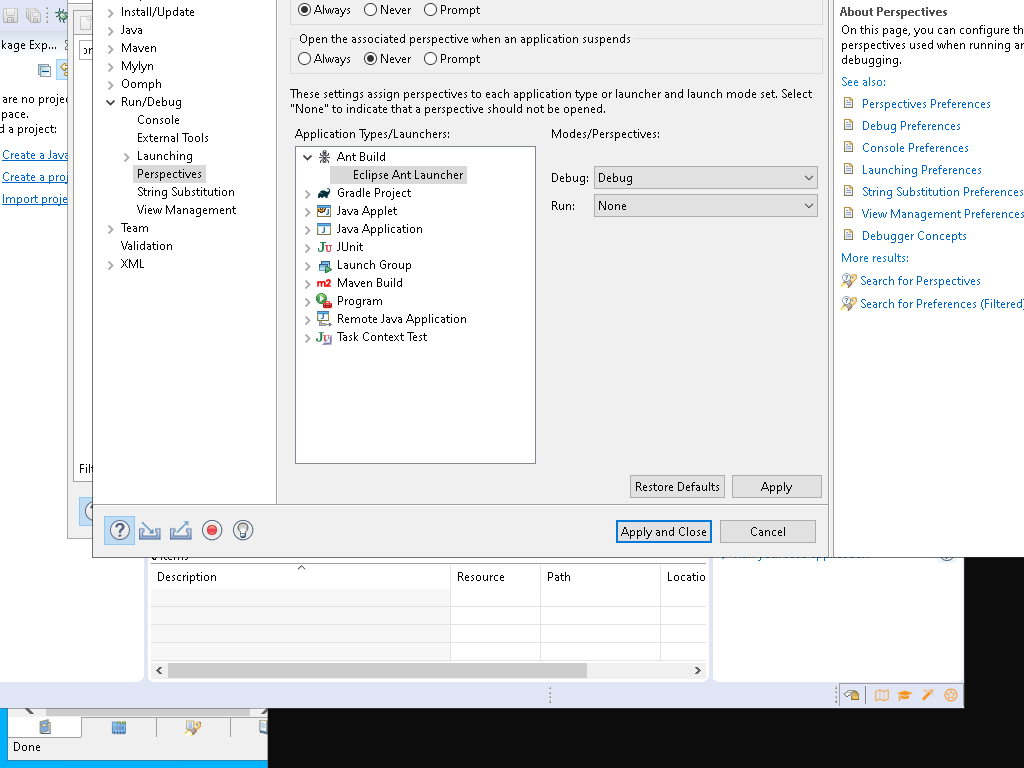 Install/Update
Java
Maven
Mylyn
Oomph
Run/Debug
Console
External Tools
Launching
Perspectives
String Substitution
View Management
Team
Validation
XML
kage Exp...
are no projec
pace.
d a project:
Create a Java
Create a proj
Import proje
Filt
Always Never Prompt
Open the associated perspective when an application suspends
Always Never Prompt
These settings assign perspectives to each application type or launcher and launch mode set. Select
"None" to indicate that a perspective should not be opened.
Application Types/Launchers:
Ant Build
Eclipse Ant Launcher
Gradle Project
Java Applet
Java Application
JUnit
Launch Group
Maven Build
Program
Remote Java Application
Task Context Test
Modes/Perspectives:
Debug: Debug
Run: None
Restore Defaults Apply
Apply and Close Cancel
About Perspectives
On this page, you can configure th
perspectives used when running an
debugging.
See also:
Perspectives Preferences
Debug Preferences
Console Preferences
Launching Preferences
String Substitution Preferences
View Management Preferences
Debugger Concepts
More results:
Search for Perspectives
Search for Preferences (Filtered)
Description Resource Path Locatio
Done